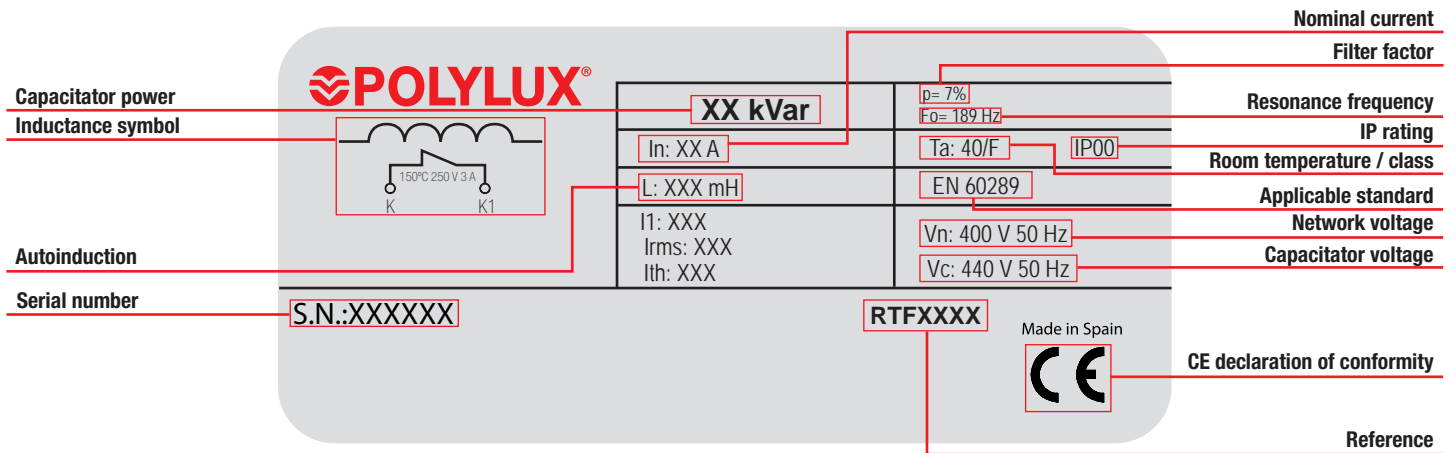 Nominal current
Filter factor
Capacitator power
Inductance symbol
Resonance frequency
IP rating
Room temperature / class
Applicable standard
Network voltage
Capacitator voltage
Autoinduction
Serial number
CE declaration of conformity
Reference
POLYLUX®
150ºC 250 V 3 A
K K1
XX kVar
p= 7%
Fo= 189 Hz
In: XX A
Ta: 40/F IP00
L: XXX mH
EN 60289
I1: XXX
Irms: XXX
Ith: XXX
Vn: 400 V 50 Hz
Vc: 440 V 50 Hz
S.N.:XXXXXX
RTFXXXX
Made in Spain
CE